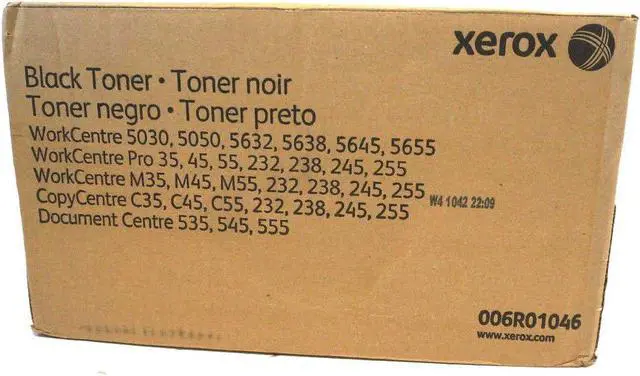 xerox
Black Toner • Toner noir
Toner negro • Toner preto
WorkCentre 5030, 5050, 5632, 5638, 5645, 5655
WorkCentre Pro 35, 45, 55, 232, 238, 245, 255
WorkCentre M35, M45, M55, 232, 238, 245, 255
CopyCentre C35, C45, C55, 232, 238, 245, 255
W4 1042 22:09
Document Centre 535, 545, 555
006R01046
www.xerox.com